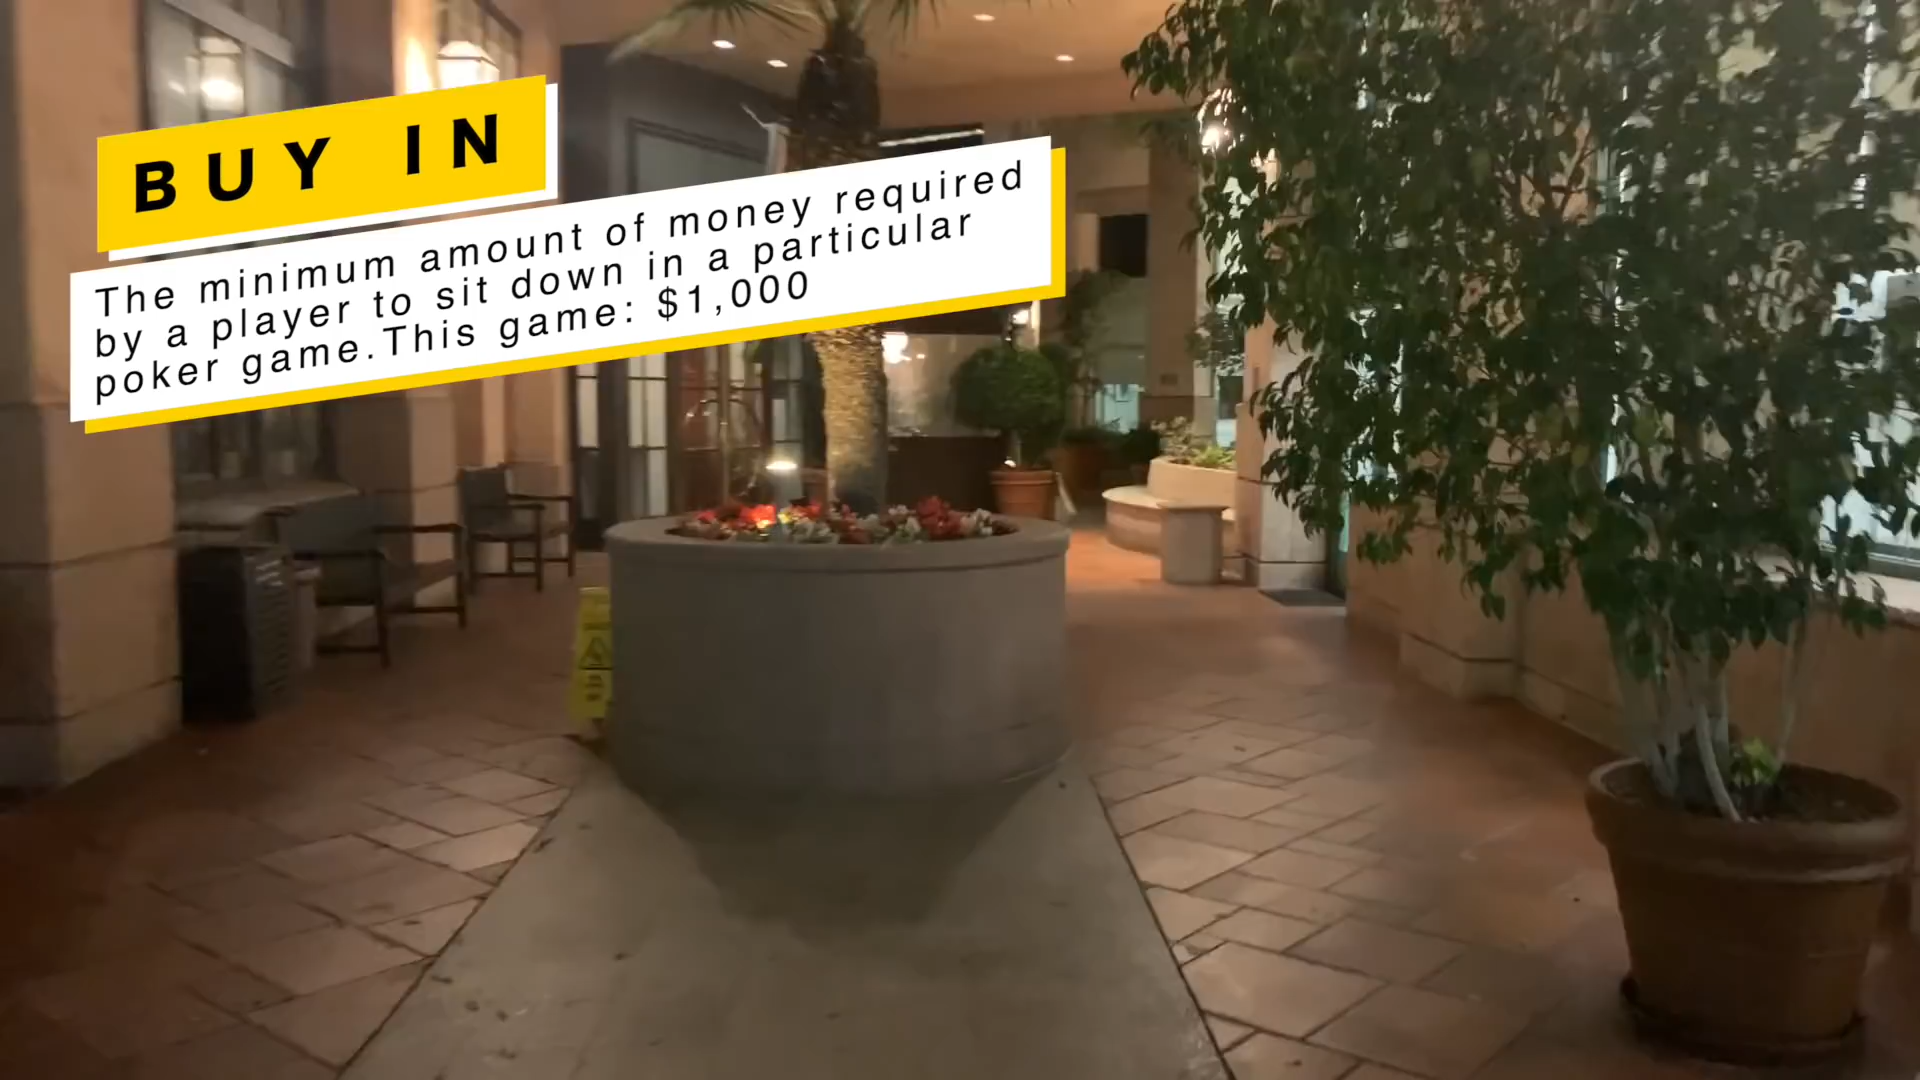 BUY IN
The minimum amount of money required
by a player to sit down in a particular
poker game.This game: $1,000